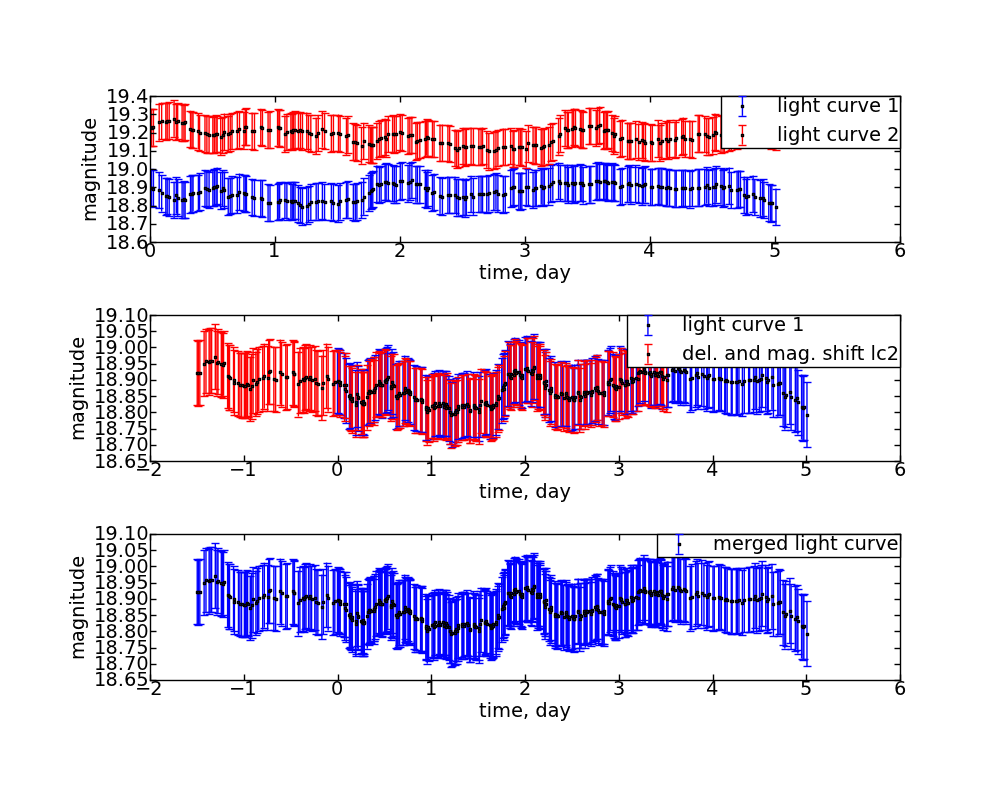 19.4
19.3
19.2
19.1
19.0
18.9
18.8
18.7
18.6
magnitude
light curve 1
light curve 2
0 1 2 3 4 5 6
time, day
19.10
19.05
19.00
18.95
18.90
18.85
18.80
18.75
18.70
18.65
magnitude
light curve 1
del. and mag. shift lc2
−2 −1 0 1 2 3 4 5 6
time, day
19.10
19.05
19.00
18.95
18.90
18.85
18.80
18.75
18.70
18.65
magnitude
merged light curve
−2 −1 0 1 2 3 4 5 6
time, day